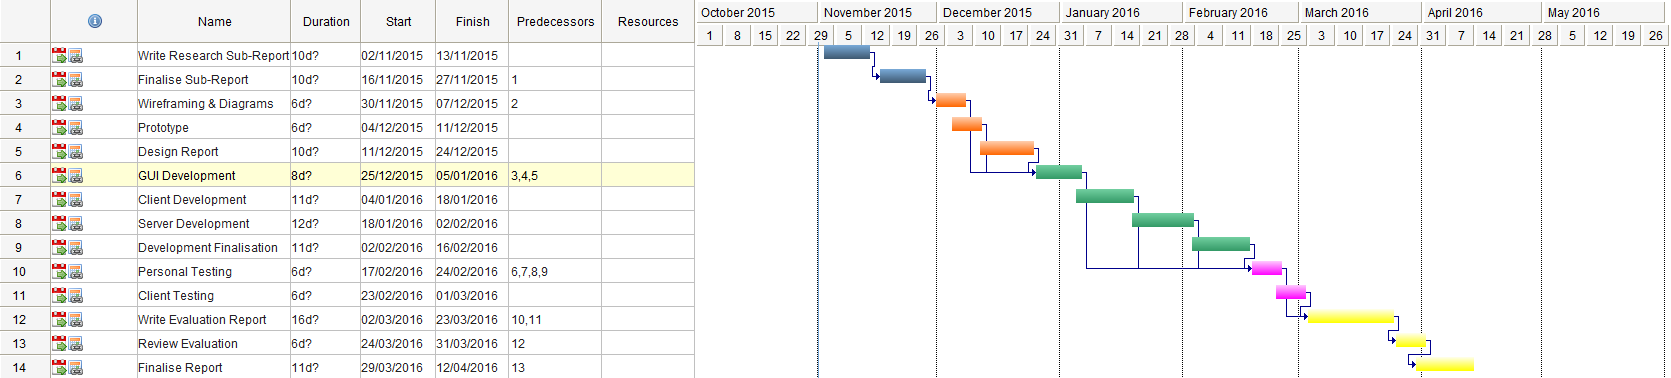 October 2015 November 2015 December 2015 January 2016 February 2016 March 2016 April 2016 May 2016
Name Duration Start Finish Predecessors Resources
1 8 15 22 29 5 12 19 26 3 10 17 24 31 7 14 21 28 4 11 18 25 3 10 17 24 31 7 14 21 28 5 12 19 26
1 Write Research Sub-Report 10d? 02/11/2015 13/11/2015
2 Finalise Sub-Report 10d? 16/11/2015 27/11/2015 1
3 Wireframing & Diagrams 6d? 30/11/2015 07/12/2015 2
4 Prototype 6d? 04/12/2015 11/12/2015
5 Design Report 10d? 11/12/2015 24/12/2015
6 GUI Development 8d? 25/12/2015 05/01/2016 3,4,5
7 Client Development 11d? 04/01/2016 18/01/2016
8 Server Development 12d? 18/01/2016 02/02/2016
9 Development Finalisation 11d? 02/02/2016 16/02/2016
10 Personal Testing 6d? 17/02/2016 24/02/2016 6,7,8,9
11 Client Testing 6d? 23/02/2016 01/03/2016
12 Write Evaluation Report 16d? 02/03/2016 23/03/2016 10,11
13 Review Evaluation 6d? 24/03/2016 31/03/2016 12
14 Finalise Report 11d? 29/03/2016 12/04/2016 13